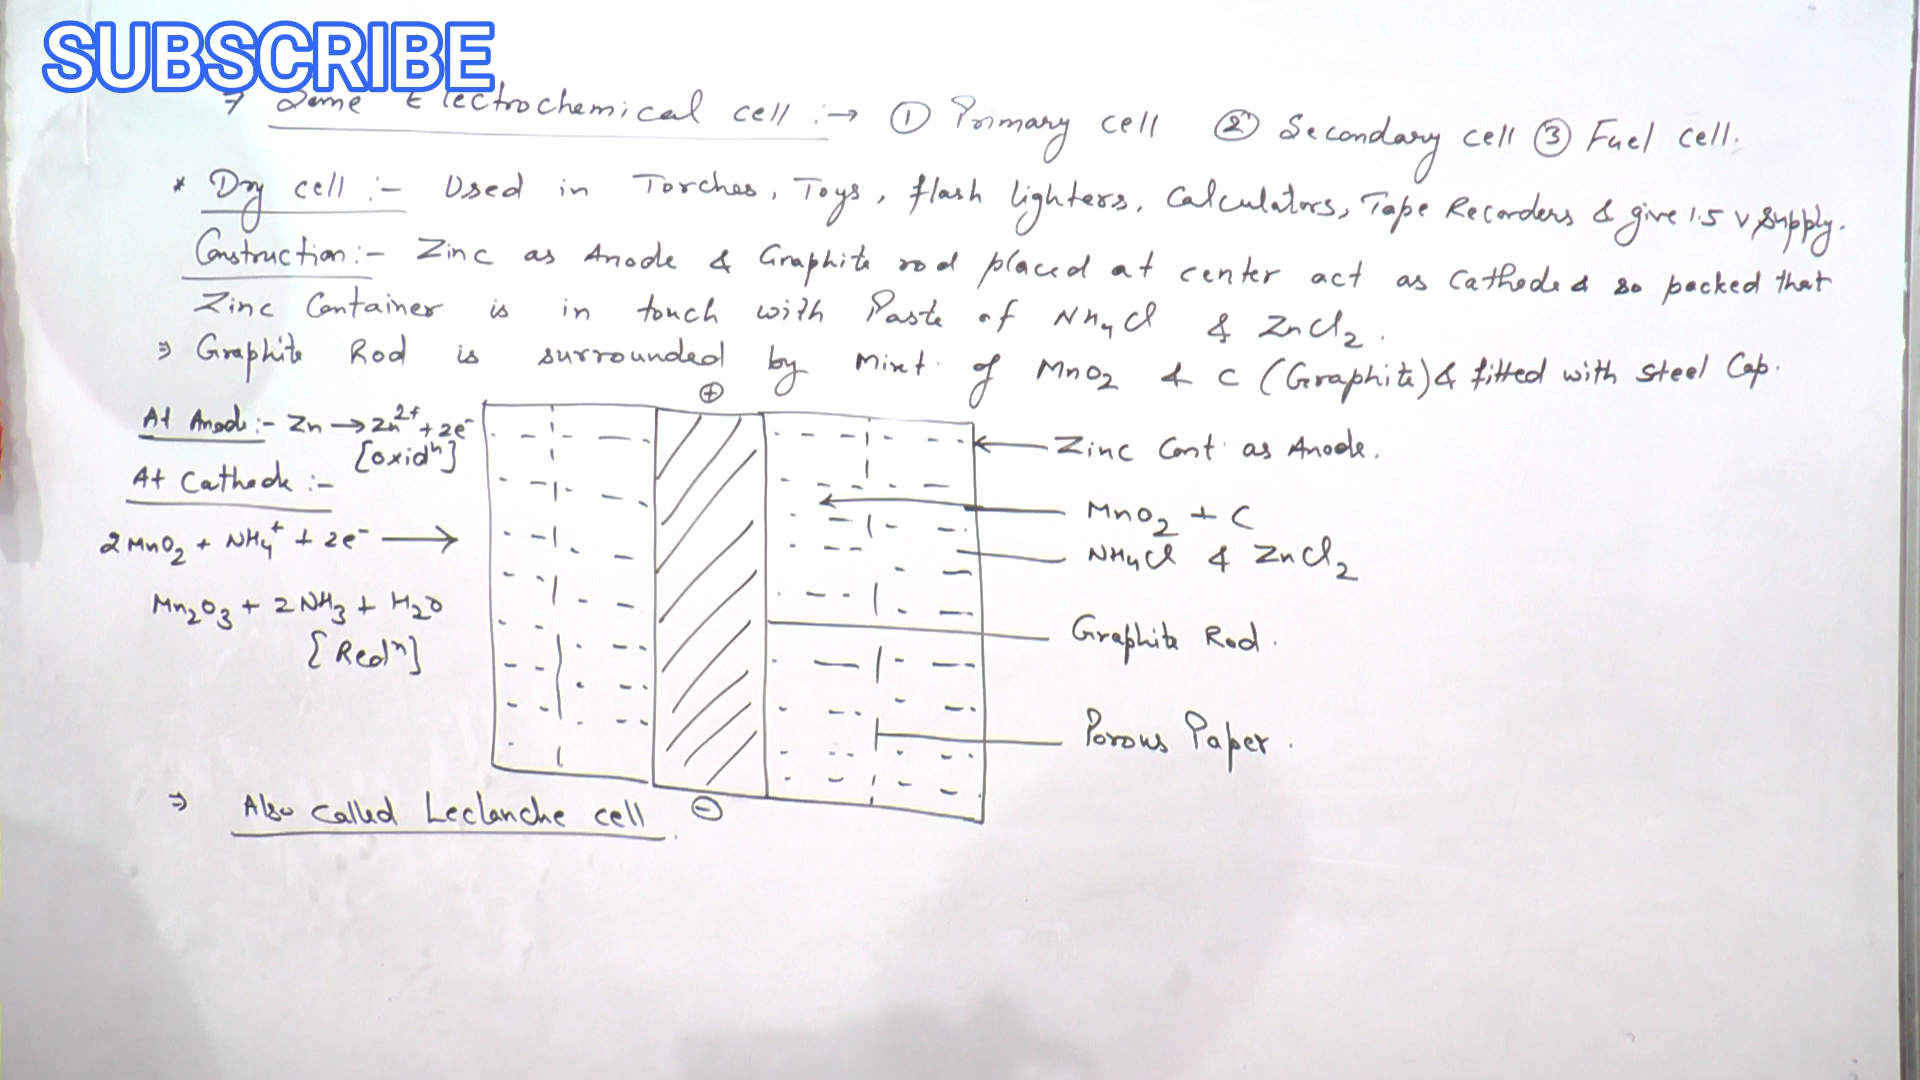 SUBSCRIBE
⇒ Some Electrochemical cell :→ ① Primary cell ② Secondary cell ③ Fuel cell.
* Dry cell :- Used in Torches, Toys, flash lighters, Calculators, Tape Recorders & give 1.5 V supply.
Construction :- Zinc as Anode & Graphite rod placed at center act as Cathode & so packed that
Zinc Container is in touch with Paste of NH4Cl & ZnCl2.
⇒ Graphite Rod is surrounded by Mixt. of MnO2 & C (Graphite) & fitted with steel Cap.
⊕
At Anode :- Zn → Zn2+ + 2e-
[oxidn]
At Cathode :-
2MnO2 + NH4+ + 2e- →
Mn2O3 + 2NH3 + H2O
[Redn]
Zinc Cont. as Anode.
MnO2 + C
NH4Cl & ZnCl2
Graphite Rod.
Porous Paper.
⊖
⇒ Also called Leclanche cell.